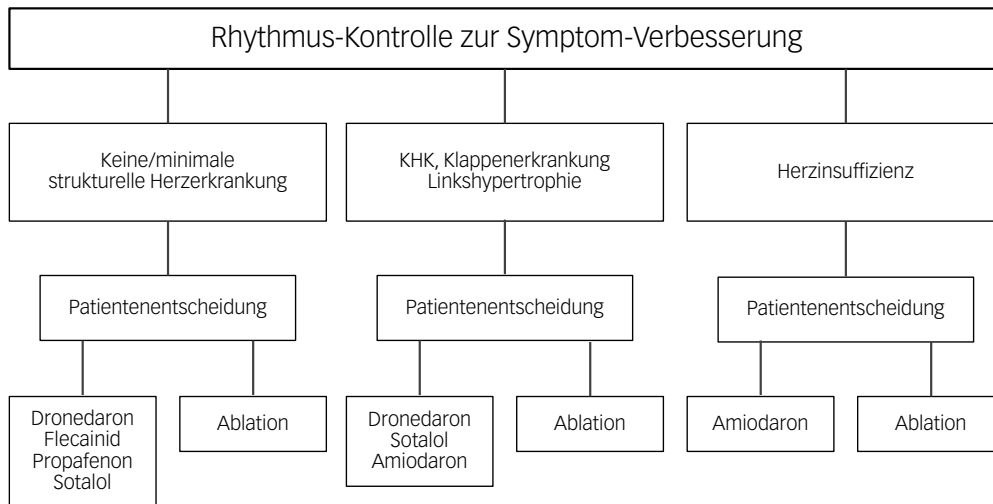 Rhythmus-Kontrolle zur Symptom-Verbesserung
Keine/minimale
strukturelle Herzerkrankung
KHK, Klappenerkrankung
Linkshypertrophie
Herzinsuffizienz
Patientenentscheidung
Patientenentscheidung
Patientenentscheidung
Dronedaron
Flecainid
Propafenon
Sotalol
Ablation
Dronedaron
Sotalol
Amiodaron
Ablation
Amiodaron
Ablation